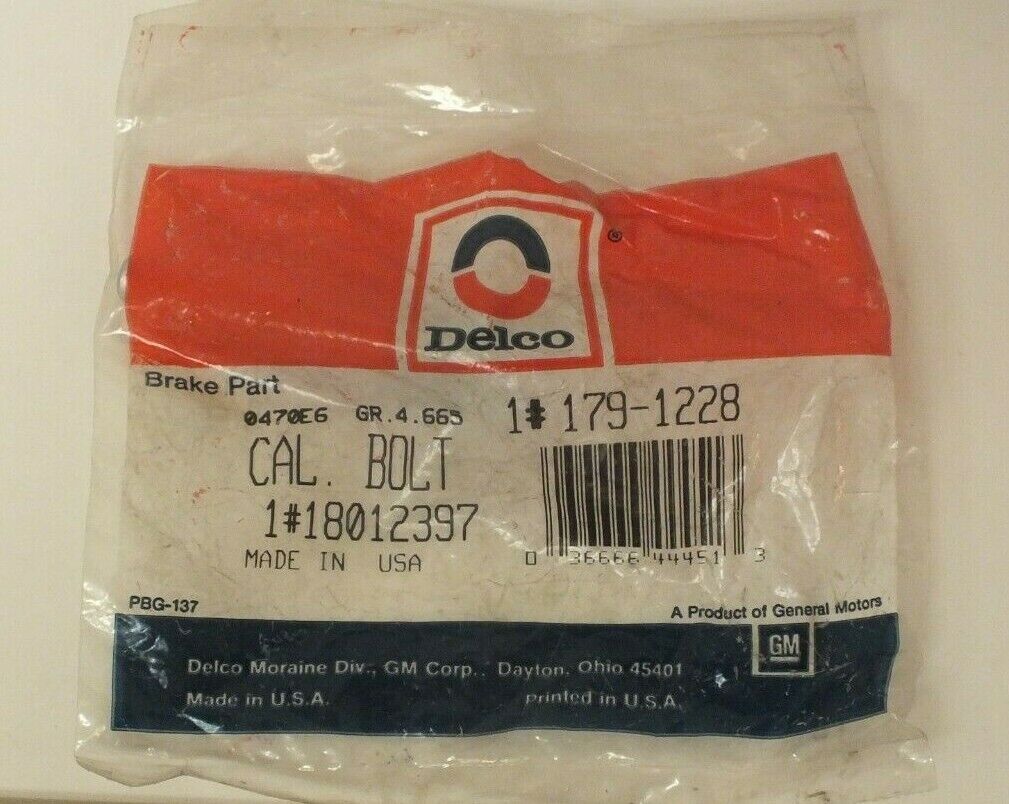 Delco
Brake Part
0470E6 GR.4.665 1# 179-1228
CAL. BOLT
1#18012397
MADE IN USA
0 36666 44451 3
PBG-137
A Product of General Motors
GM
Delco Moraine Div., GM Corp., Dayton, Ohio 45401
Made in U.S.A. Printed in U.S.A.